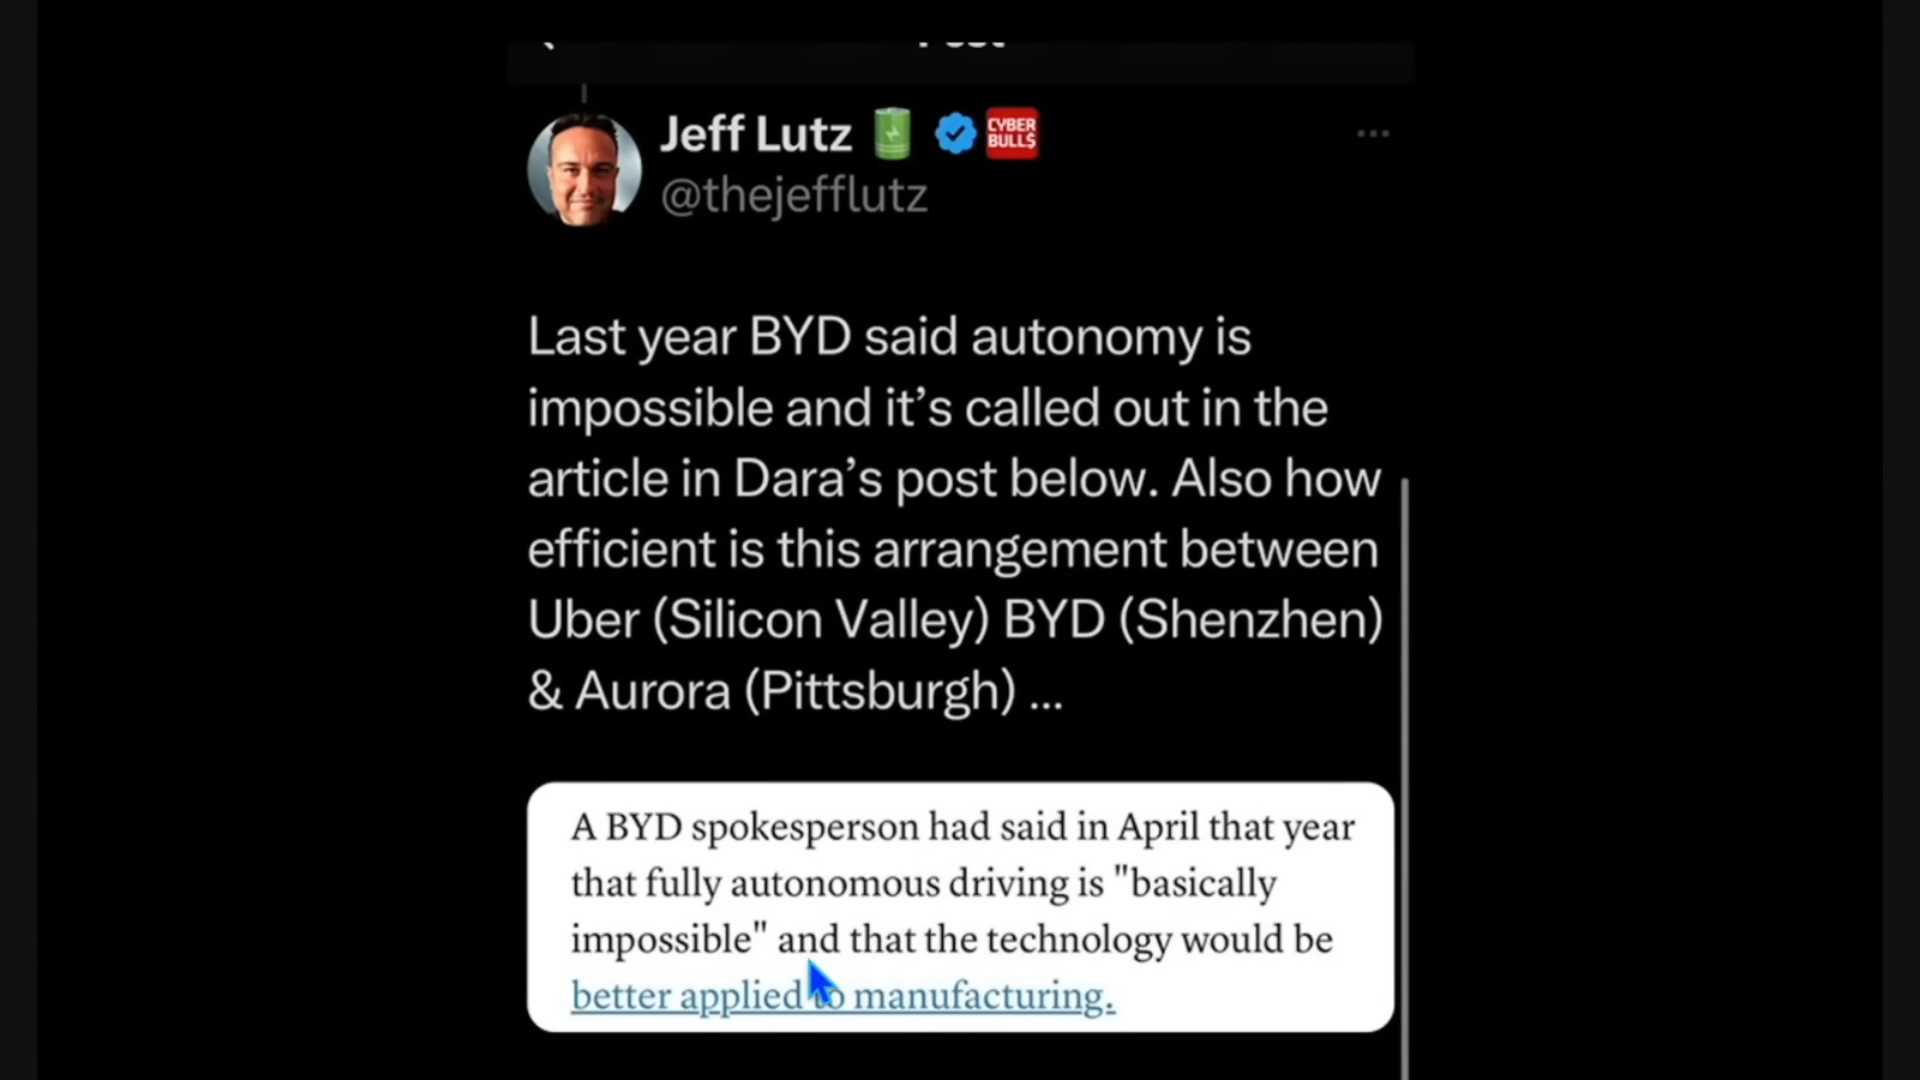 Post
Jeff Lutz
CYBER
BULL$
@thejefflutz
Last year BYD said autonomy is
impossible and it’s called out in the
article in Dara’s post below. Also how
efficient is this arrangement between
Uber (Silicon Valley) BYD (Shenzhen)
& Aurora (Pittsburgh) ...
A BYD spokesperson had said in April that year
that fully autonomous driving is "basically
impossible" and that the technology would be
better applied to manufacturing.